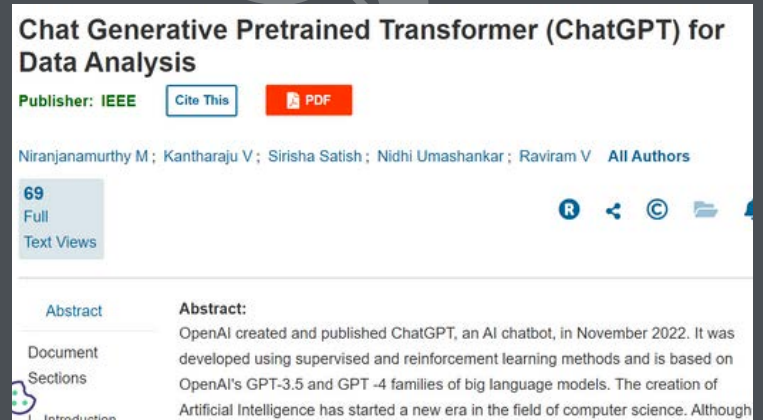 Chat Generative Pretrained Transformer (ChatGPT) for
Data Analysis
Publisher: IEEE Cite This PDF
Niranjanamurthy M ; Kantharaju V ; Sirisha Satish ; Nidhi Umashankar ; Raviram V All Authors
69
Full
Text Views
R ©
Abstract
Document
Sections
I. Introduction
Abstract:
OpenAI created and published ChatGPT, an AI chatbot, in November 2022. It was
developed using supervised and reinforcement learning methods and is based on
OpenAI's GPT-3.5 and GPT -4 families of big language models. The creation of
Artificial Intelligence has started a new era in the field of computer science. Although